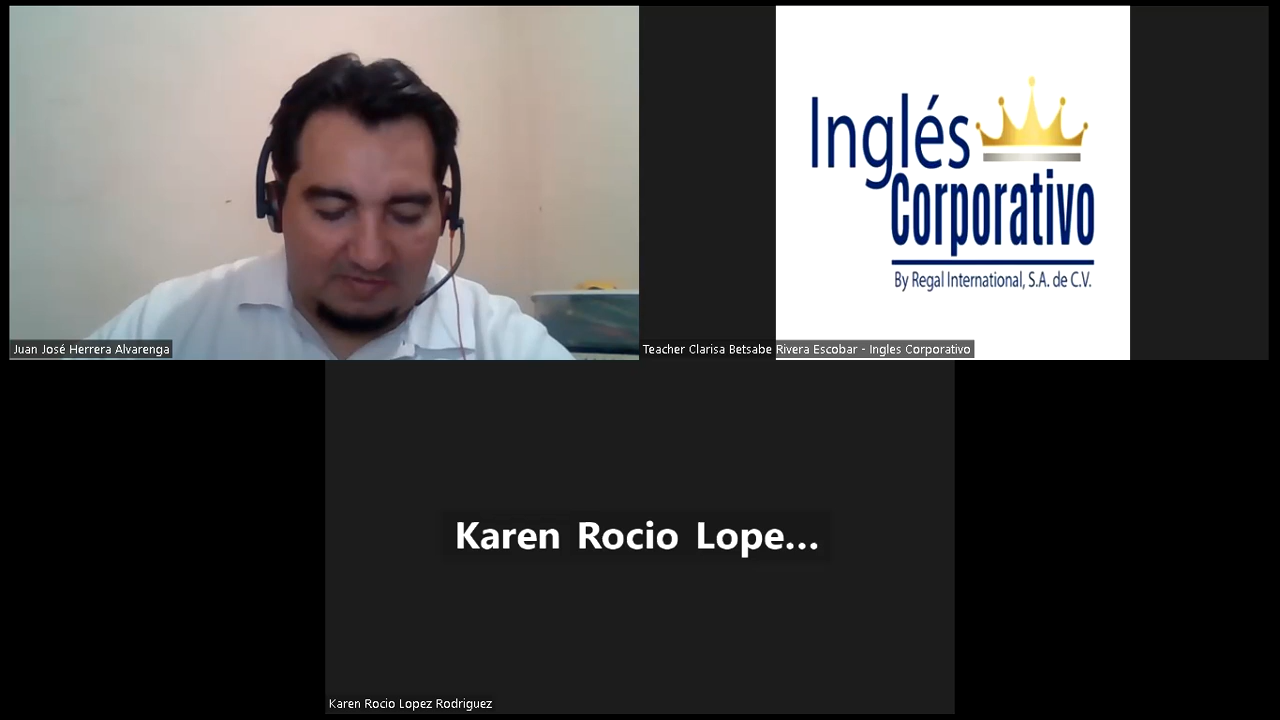 Inglés
Corporativo
By Regal International, S.A. de C.V.
Juan José Herrera Alvarenga
Teacher Clarisa Betsabe Rivera Escobar - Ingles Corporativo
Karen Rocio Lope...
Karen Rocio Lopez Rodriguez